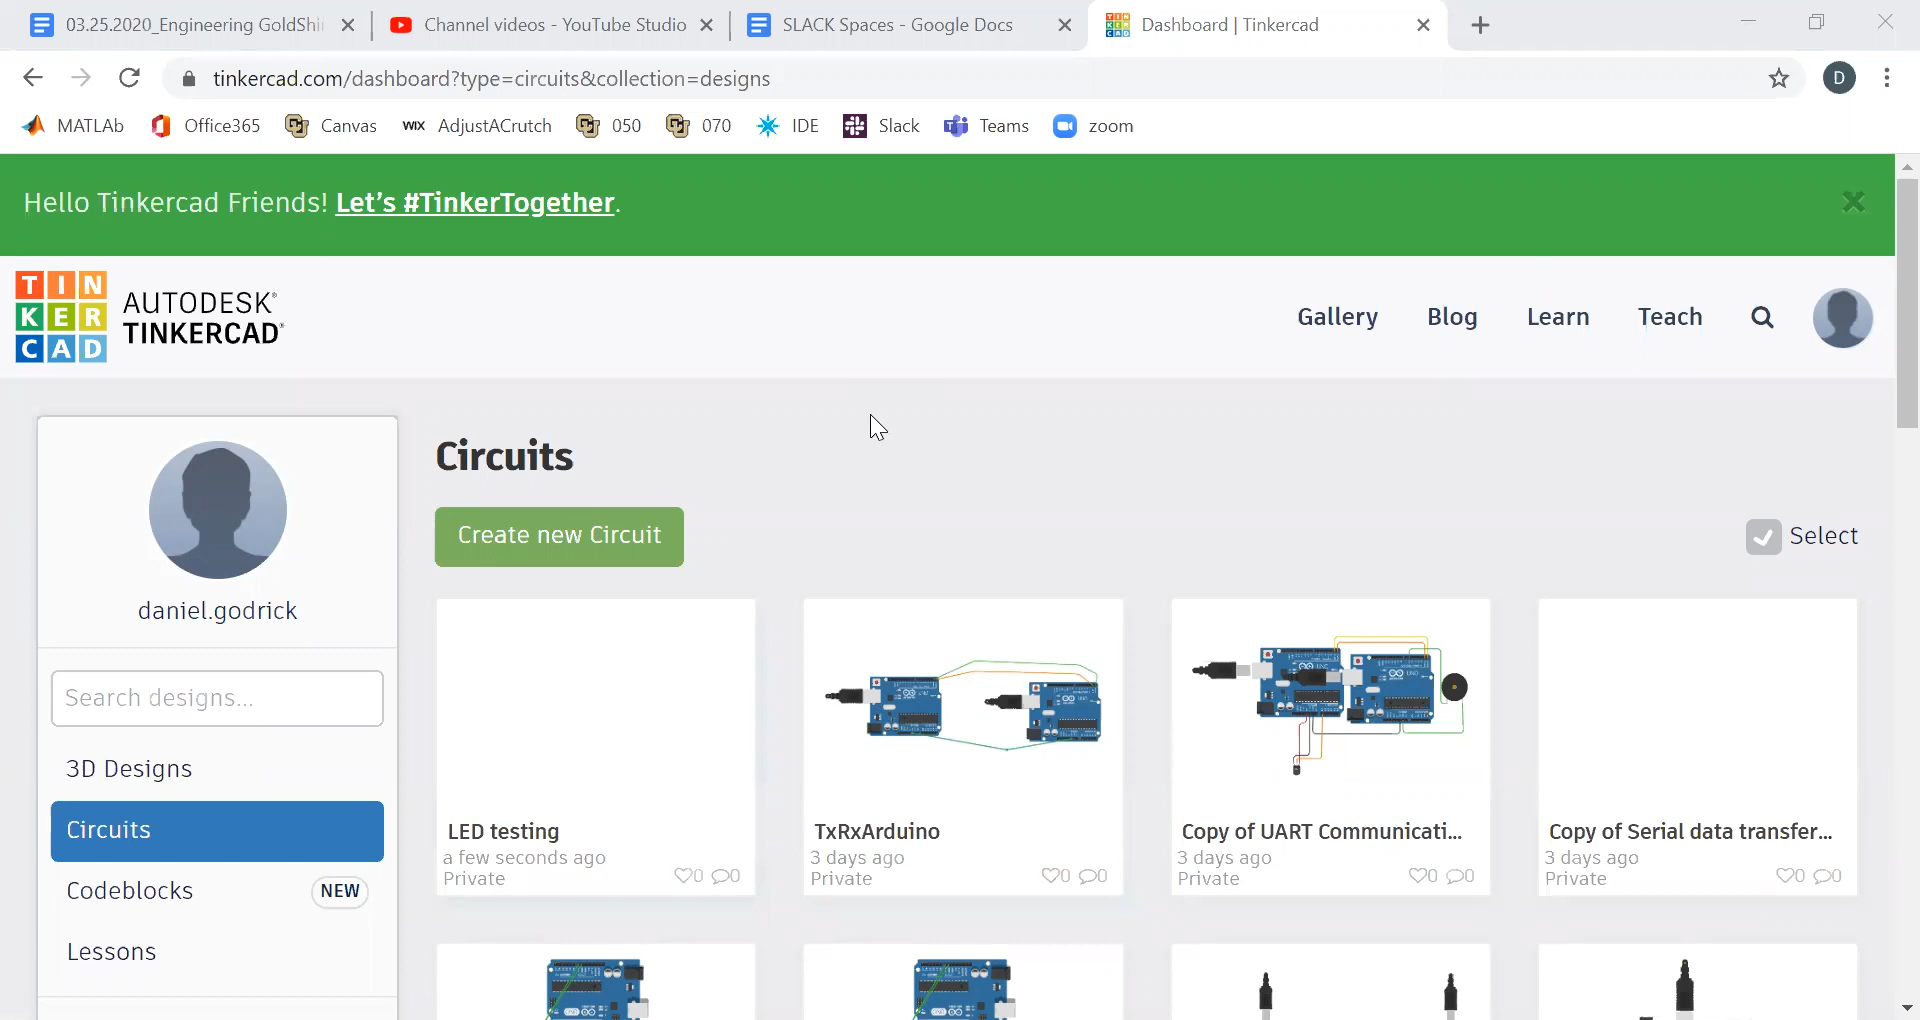 03.25.2020_Engineering GoldShi
Channel videos - YouTube Studio
SLACK Spaces - Google Docs
Dashboard | Tinkercad
tinkercad.com/dashboard?type=circuits&collection=designs
D
MATLAb
Office365
Canvas
WIX AdjustACrutch
050
070
IDE
Slack
Teams
zoom
Hello Tinkercad Friends! Let's #TinkerTogether.
TIN
KER
CAD
AUTODESK®
TINKERCAD®
Gallery
Blog
Learn
Teach
daniel.godrick
Search designs...
3D Designs
Circuits
Codeblocks NEW
Lessons
Circuits
Create new Circuit
Select
LED testing
a few seconds ago
Private
0 0
TxRxArduino
3 days ago
Private
0 0
Copy of UART Communicati...
3 days ago
Private
0 0
Copy of Serial data transfer...
3 days ago
Private
0 0